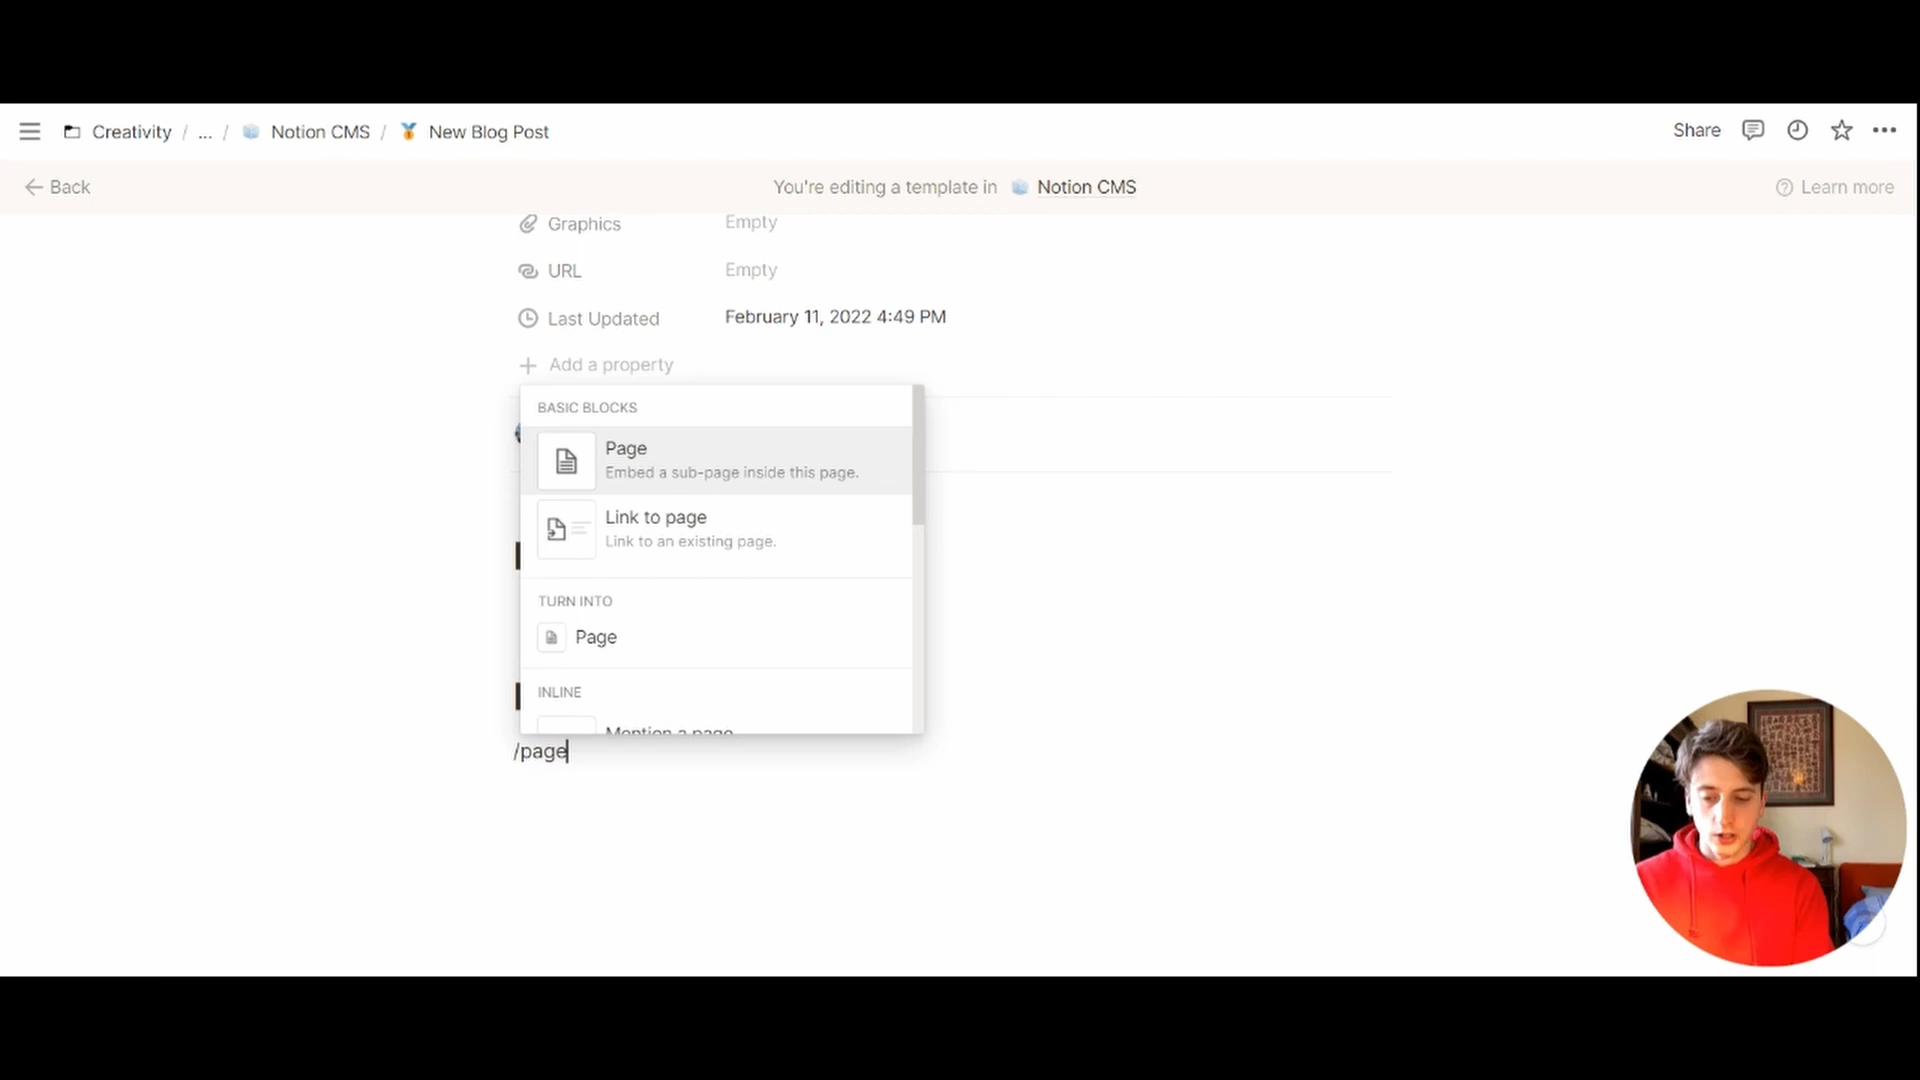 Creativity / ... / Notion CMS / New Blog Post
Share
Back
You're editing a template in Notion CMS
Learn more
Graphics Empty
URL Empty
Last Updated February 11, 2022 4:49 PM
Add a property
BASIC BLOCKS
Page
Embed a sub-page inside this page.
Link to page
Link to an existing page.
TURN INTO
Page
INLINE
Mention a page
/page